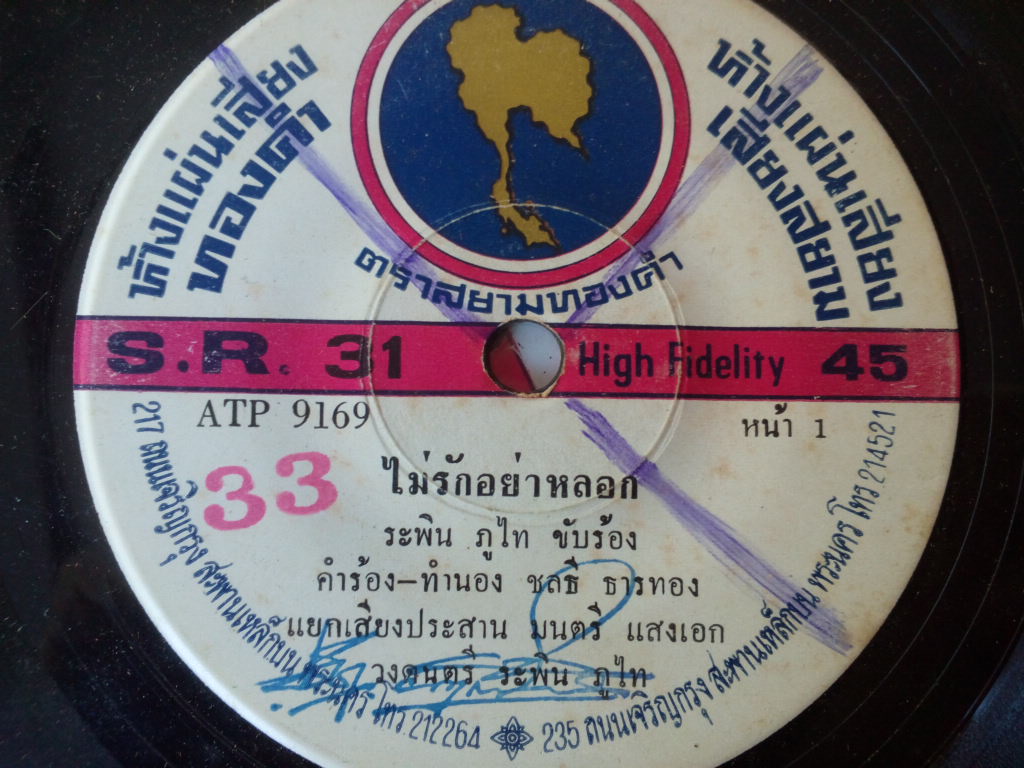 ห้างแผ่นเสียง
ทองคำ
ห้างแผ่นเสียง
เสียงสยาม
ตราสยามทองคำ
S.R. 31 High Fidelity 45
ATP 9169 หน้า 1
33
ไม่รักอย่าหลอก
ระพิน ภูไท ขับร้อง
คำร้อง-ทำนอง ชลธี ธารทอง
แยกเสียงประสาน มนตรี แสงเอก
วงดนตรี ระพิน ภูไท
217 ถนนเจริญกรุง สะพานเหล็กบน พระนคร โทร. 212264
235 ถนนเจริญกรุง สะพานเหล็กบน พระนคร โทร. 214521